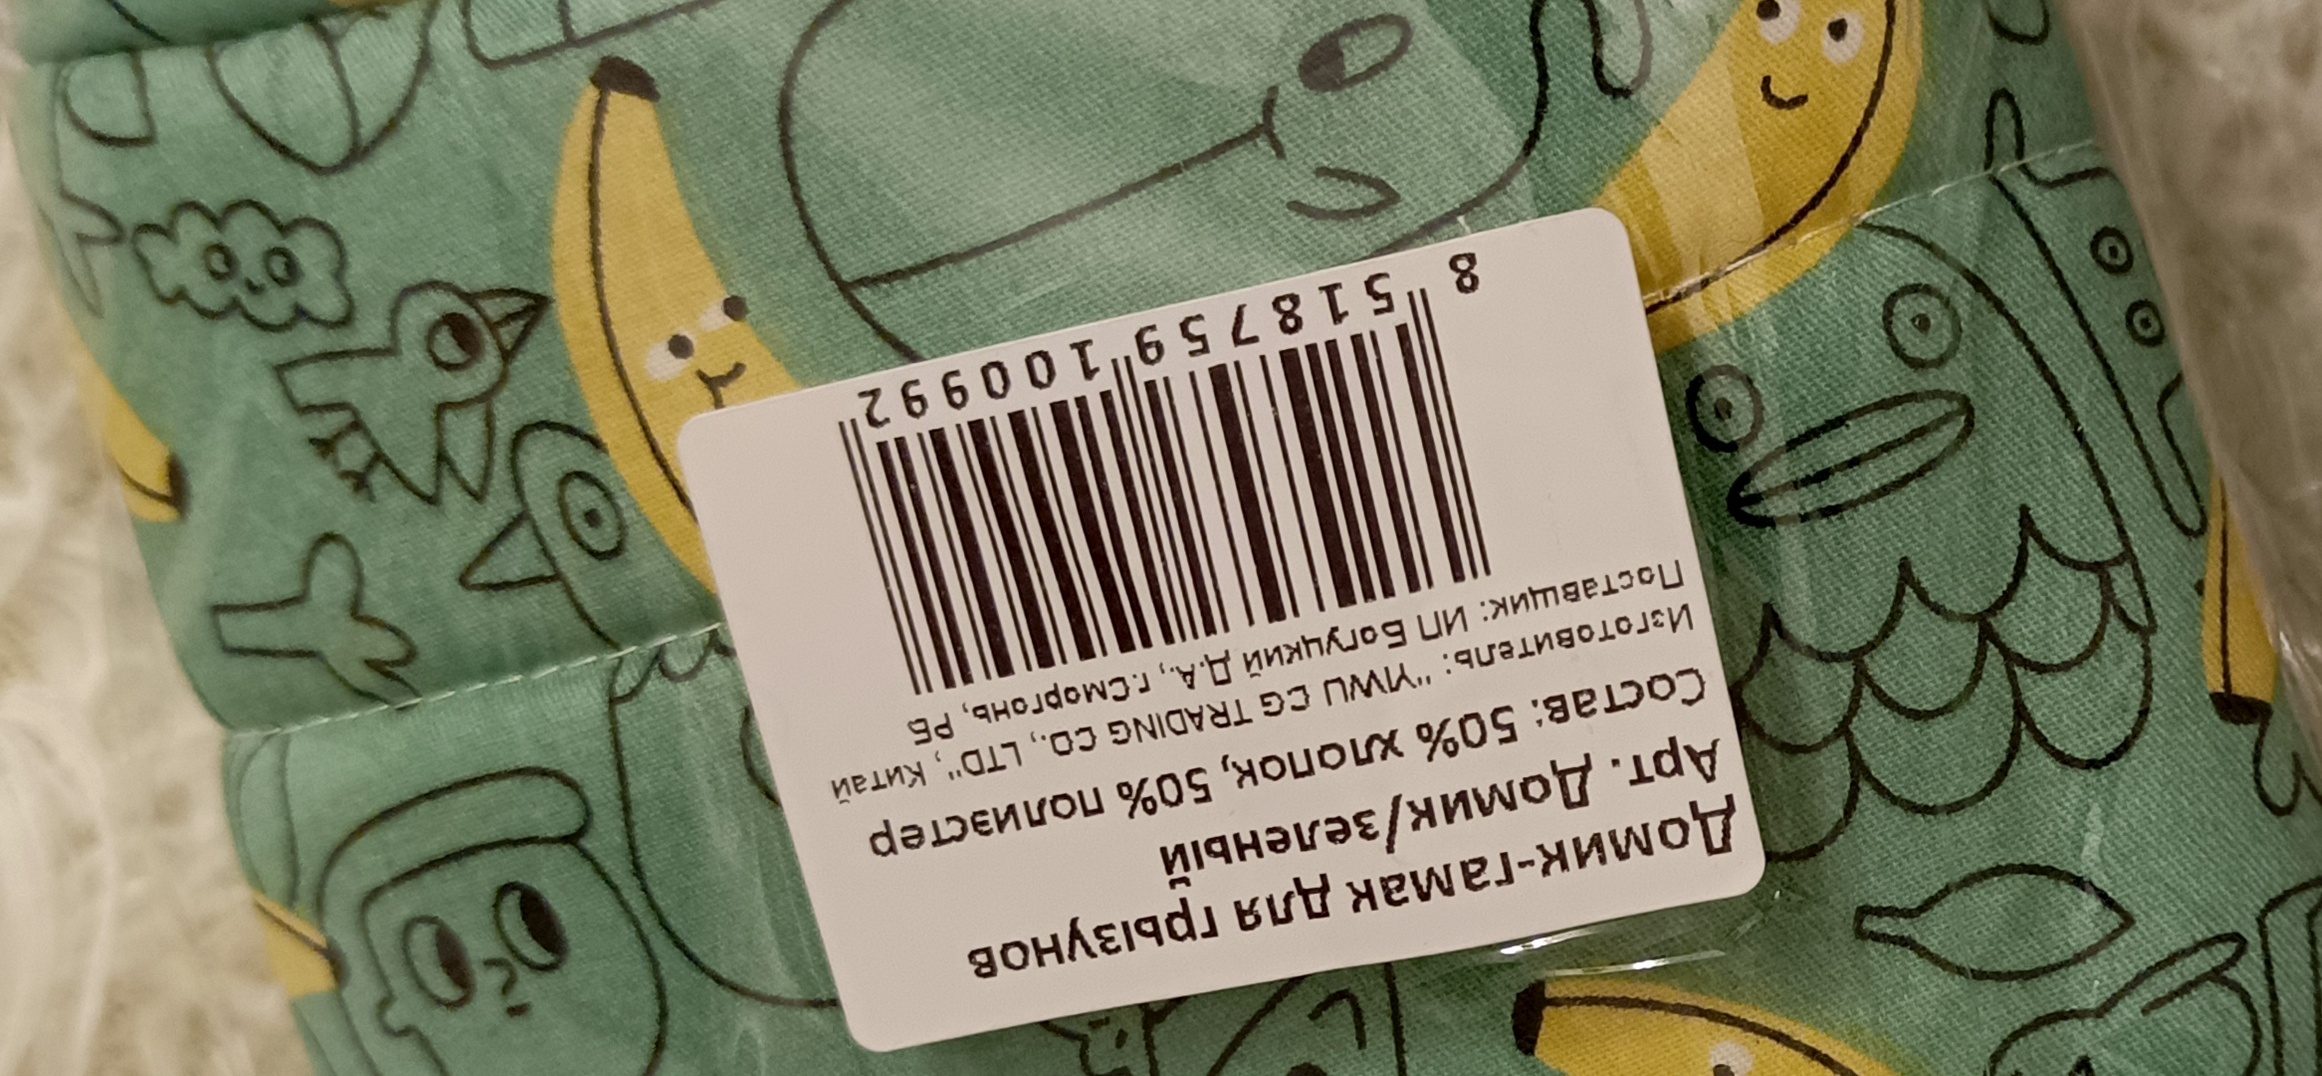 Домик-гамак для грызунов
Арт. Домик/зеленый
Состав: 50% хлопок, 50% полиэстер
Изготовитель: "YIWU CG TRADING CO., LTD", Китай
Поставщик: ИП Богуцкий Д.А., г.Сморгонь, РБ
8 518759 100992